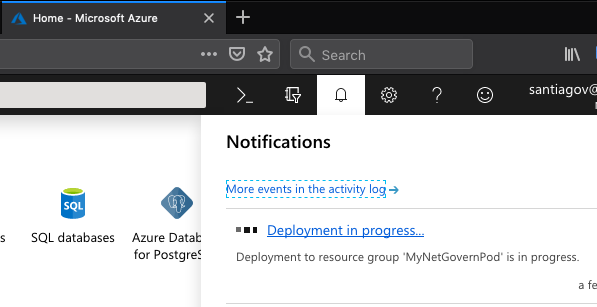 Home - Microsoft Azure
Search
santiagov@
Notifications
More events in the activity log
SQL databases
Azure Datab
for PostgreS
Deployment in progress...
Deployment to resource group 'MyNetGovernPod' is in progress.
a fe